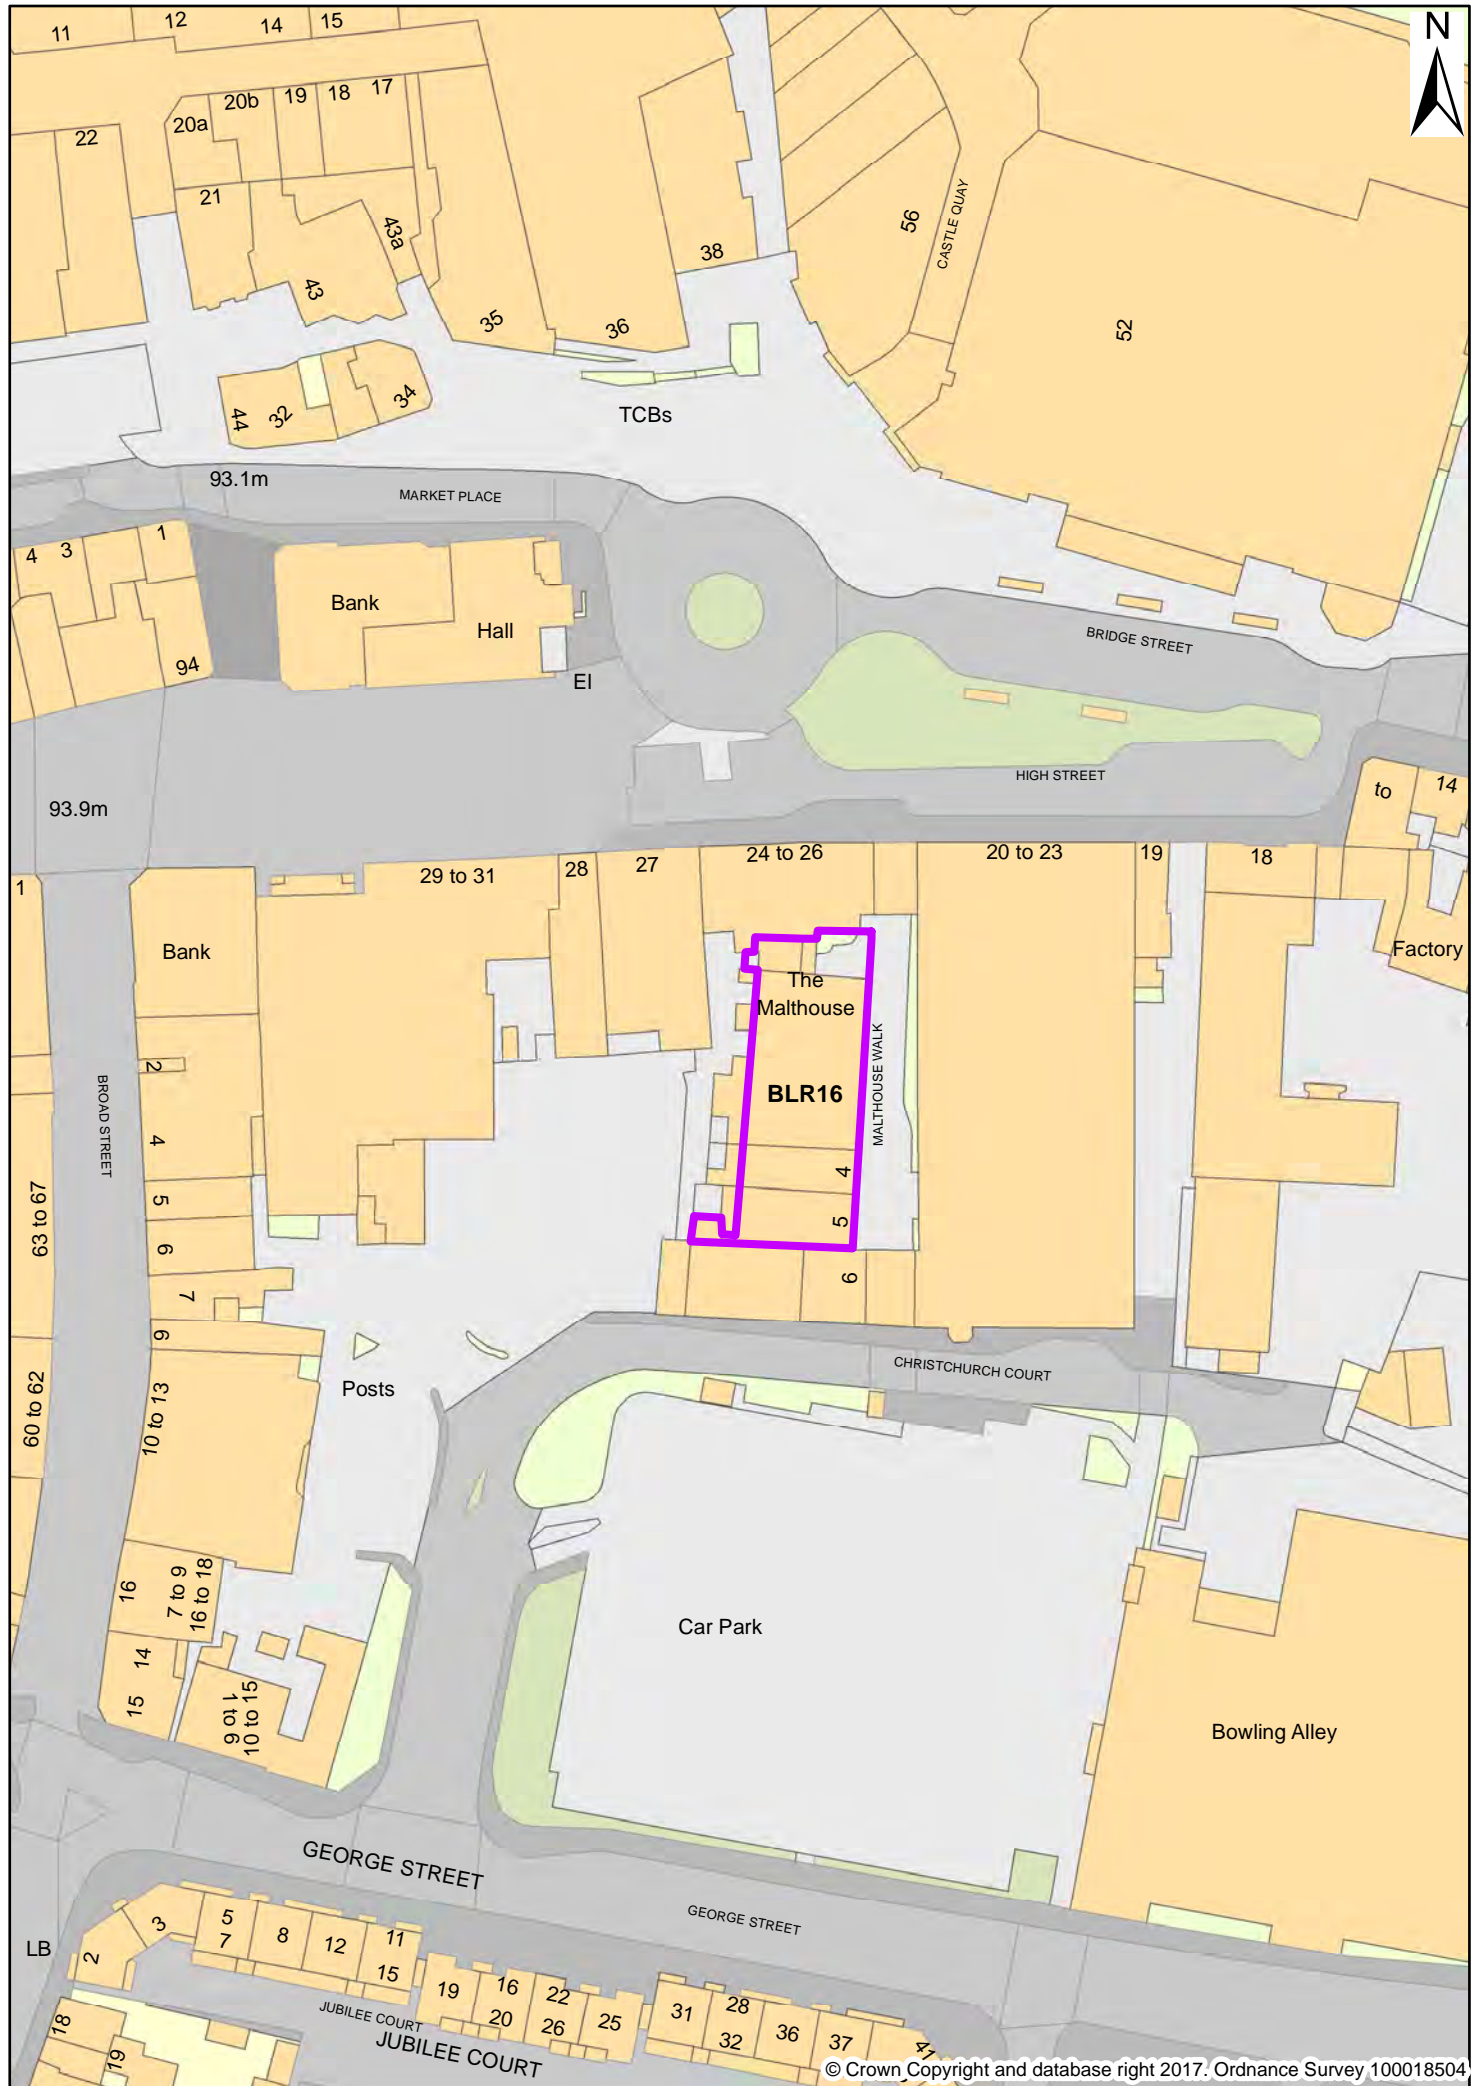 N
11
12
14
15
20a
20b
19
18
17
22
21
43a
43
35
36
38
56
CASTLE QUAY
52
44
32
34
TCBs
93.1m
MARKET PLACE
4
3
1
94
Bank
Hall
El
BRIDGE STREET
HIGH STREET
93.9m
to
14
1
29 to 31
28
27
24 to 26
20 to 23
19
18
Factory
Bank
The
Malthouse
BLR16
MALTHOUSE WALK
4
5
6
BROAD STREET
2
4
5
6
7
9
63 to 67
60 to 62
10 to 13
Posts
CHRISTCHURCH COURT
16
7 to 9
16 to 18
14
15
1 to 9
10 to 15
Car Park
Bowling Alley
GEORGE STREET
GEORGE STREET
LB
2
3
5
7
8
12
11
15
19
16
20
22
26
25
31
28
32
36
37
41
18
19
JUBILEE COURT
JUBILEE COURT
© Crown Copyright and database right 2017. Ordnance Survey 100018504